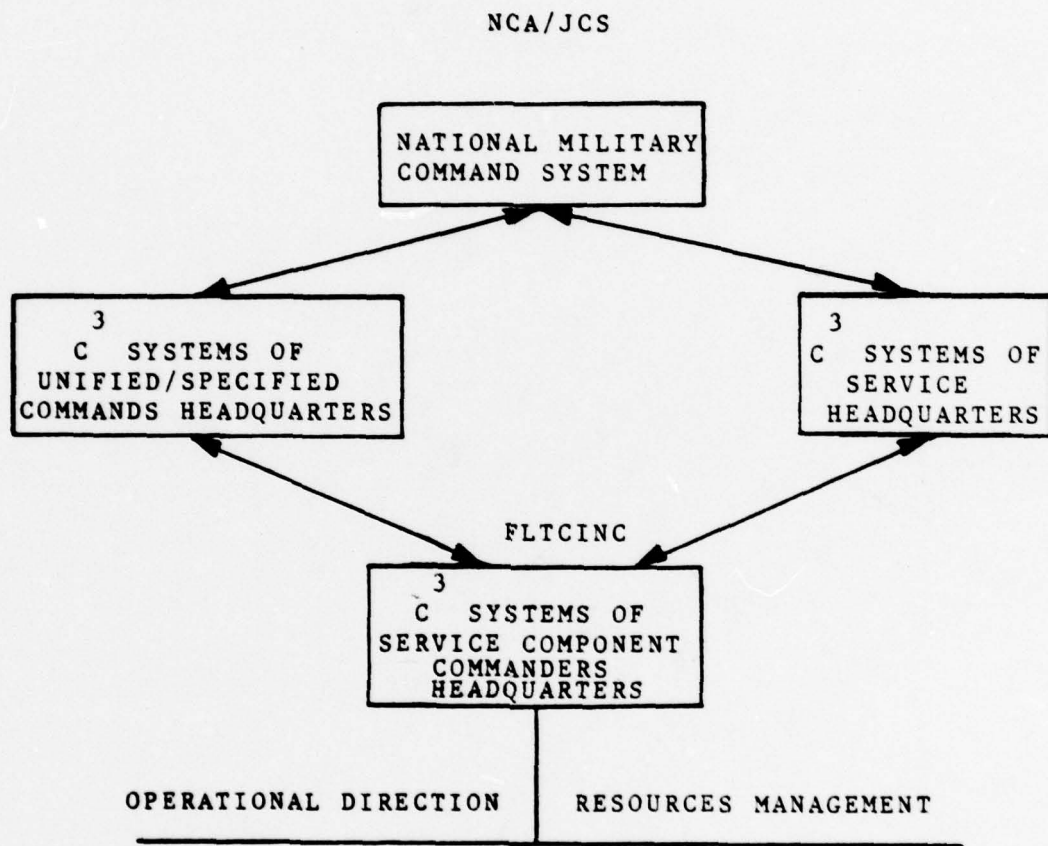 NCA/JCS
NATIONAL MILITARY
COMMAND SYSTEM
3
C SYSTEMS OF
UNIFIED/SPECIFIED
COMMANDS HEADQUARTERS
3
C SYSTEMS OF
SERVICE
HEADQUARTERS
FLTCINC
3
C SYSTEMS OF
SERVICE COMPONENT
COMMANDERS
HEADQUARTERS
OPERATIONAL DIRECTION
RESOURCES MANAGEMENT